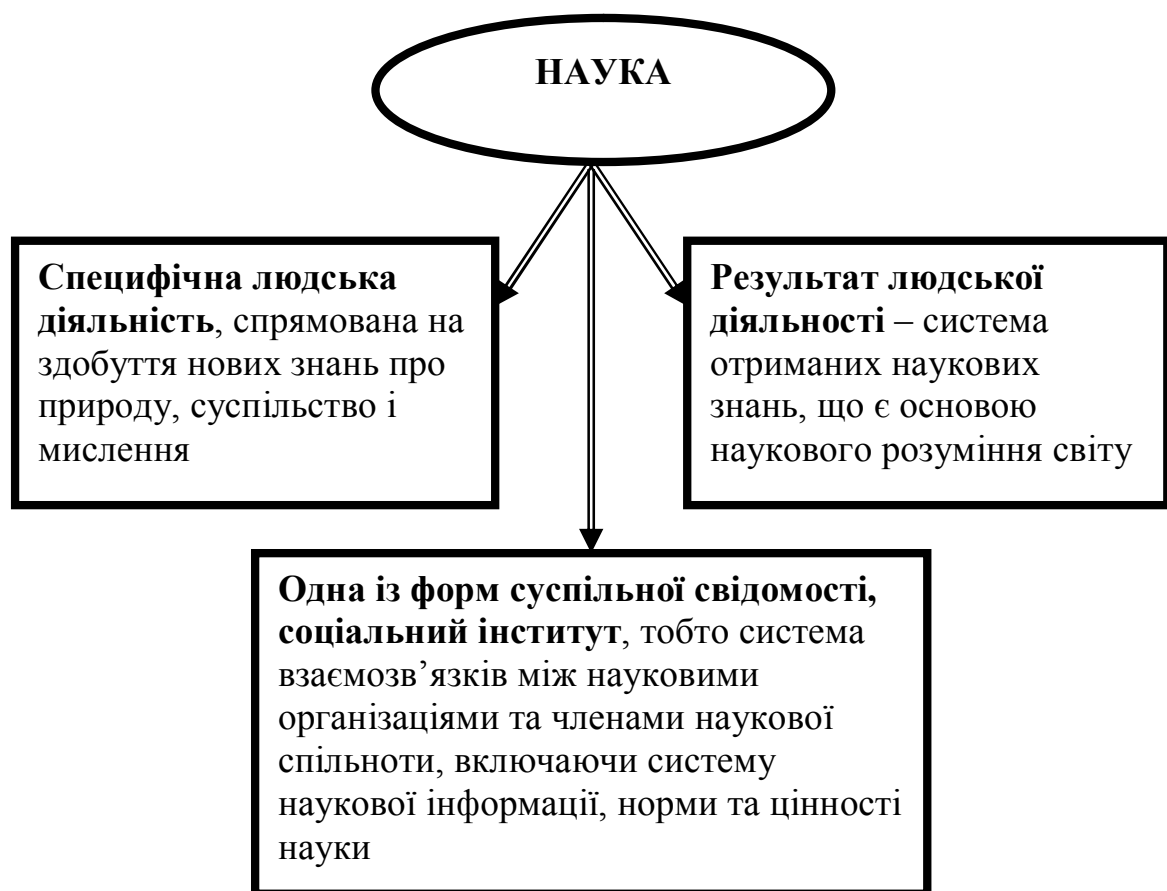 НАУКА
Специфічна людська
діяльність, спрямована на
здобуття нових знань про
природу, суспільство і
мислення
Результат людської
діяльності – система
отриманих наукових
знань, що є основою
наукового розуміння світу
Одна із форм суспільної свідомості,
соціальний інститут, тобто система
взаємозв’язків між науковими
організаціями та членами наукової
спільноти, включаючи систему
наукової інформації, норми та цінності
науки